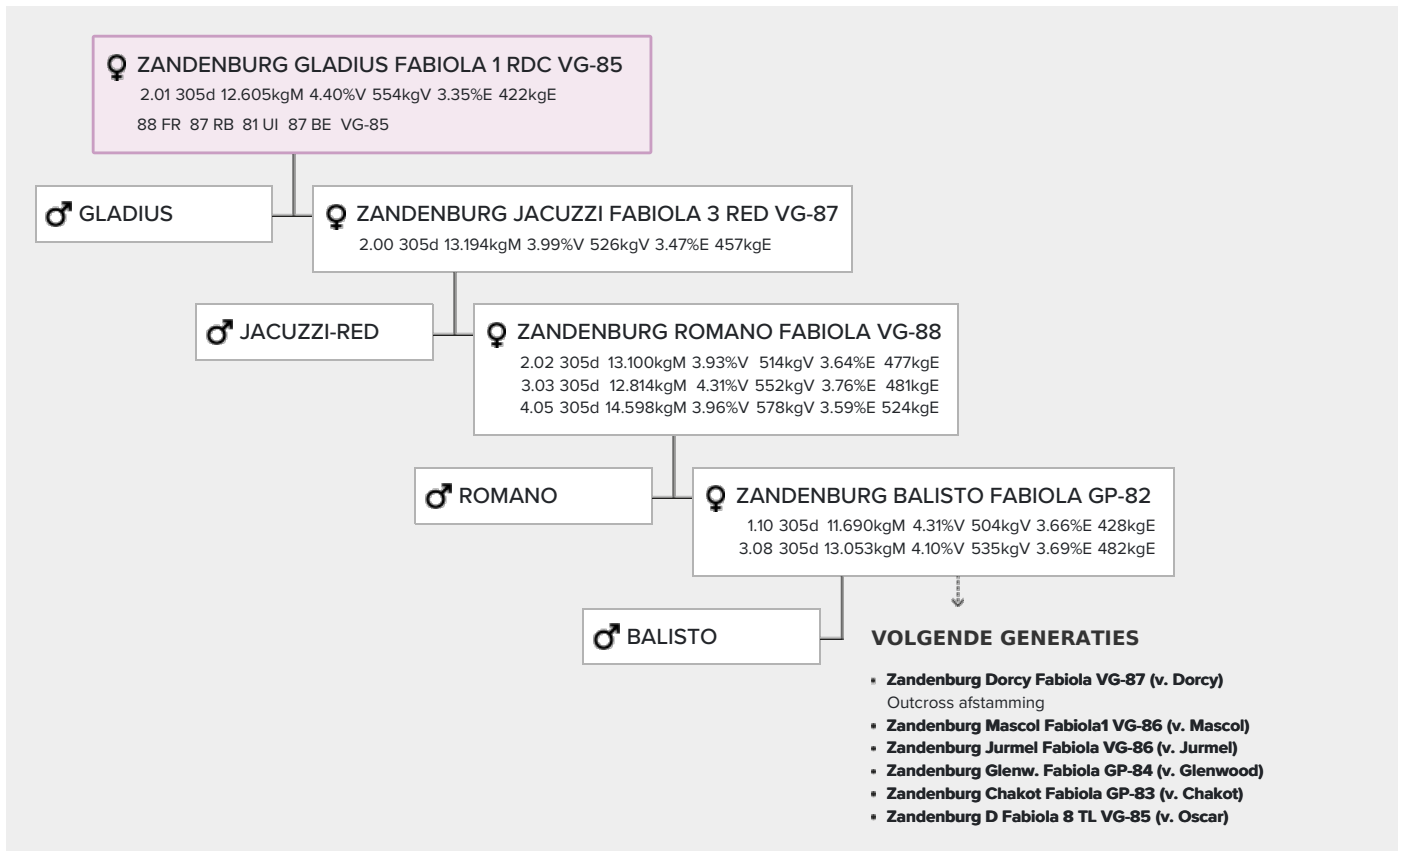 ZANDENBURG GLADIUS FABIOLA 1 RDC VG-85
2.01 305d 12.605kgM 4.40%V 554kgV 3.35%E 422kgE
88 FR 87 RB 81 UI 87 BE VG-85
GLADIUS
ZANDENBURG JACUZZI FABIOLA 3 RED VG-87
2.00 305d 13.194kgM 3.99%V 526kgV 3.47%E 457kgE
JACUZZI-RED
ZANDENBURG ROMANO FABIOLA VG-88
2.02 305d 13.100kgM 3.93%V 514kgV 3.64%E 477kgE
3.03 305d 12.814kgM 4.31%V 552kgV 3.76%E 481kgE
4.05 305d 14.598kgM 3.96%V 578kgV 3.59%E 524kgE
ROMANO
ZANDENBURG BALISTO FABIOLA GP-82
1.10 305d 11.690kgM 4.31%V 504kgV 3.66%E 428kgE
3.08 305d 13.053kgM 4.10%V 535kgV 3.69%E 482kgE
BALISTO
VOLGENDE GENERATIES
• Zandenburg Dorcy Fabiola VG-87 (v. Dorcy)
Outcross afstamming
• Zandenburg Mascol Fabiola1 VG-86 (v. Mascol)
• Zandenburg Jurmel Fabiola VG-86 (v. Jurmel)
• Zandenburg Glenw. Fabiola GP-84 (v. Glenwood)
• Zandenburg Chakot Fabiola GP-83 (v. Chakot)
• Zandenburg D Fabiola 8 TL VG-85 (v. Oscar)